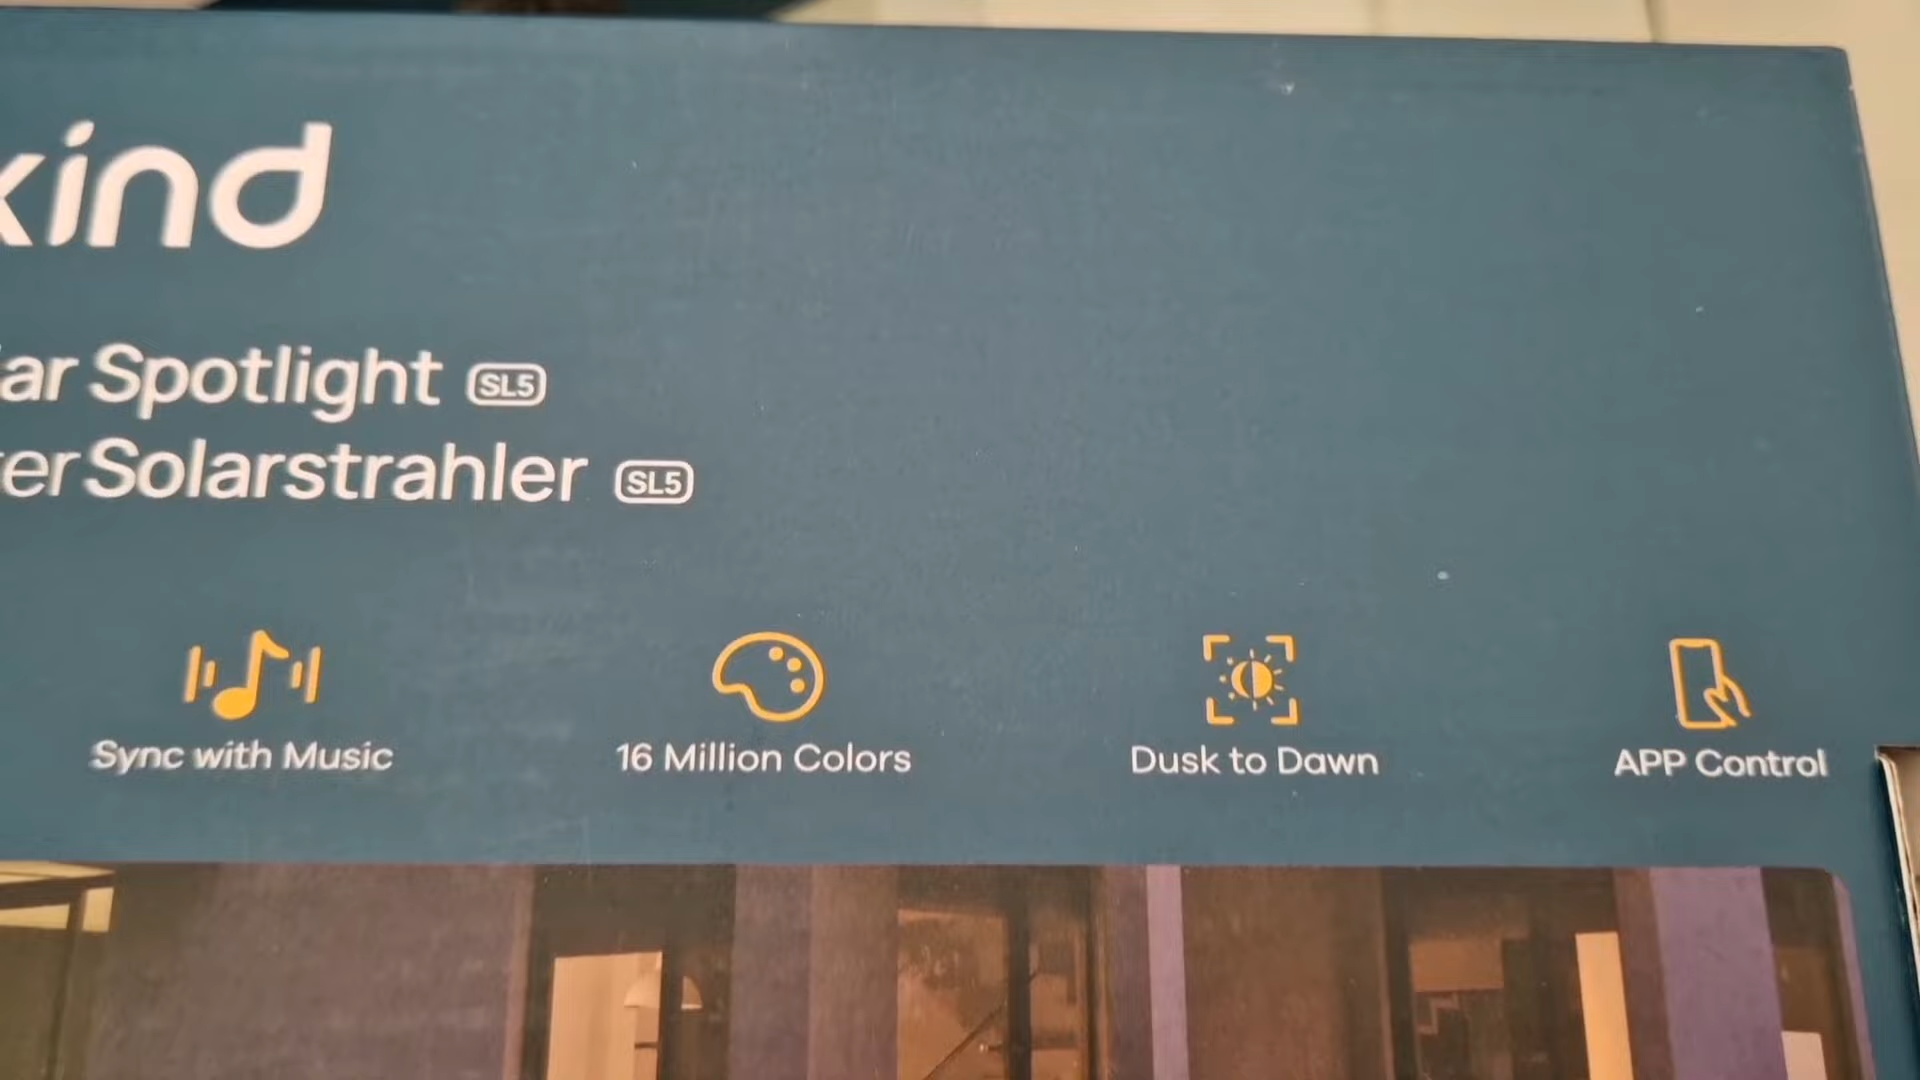 kind
ar Spotlight SL5
er Solarstrahler SL5
Sync with Music
16 Million Colors
Dusk to Dawn
APP Control